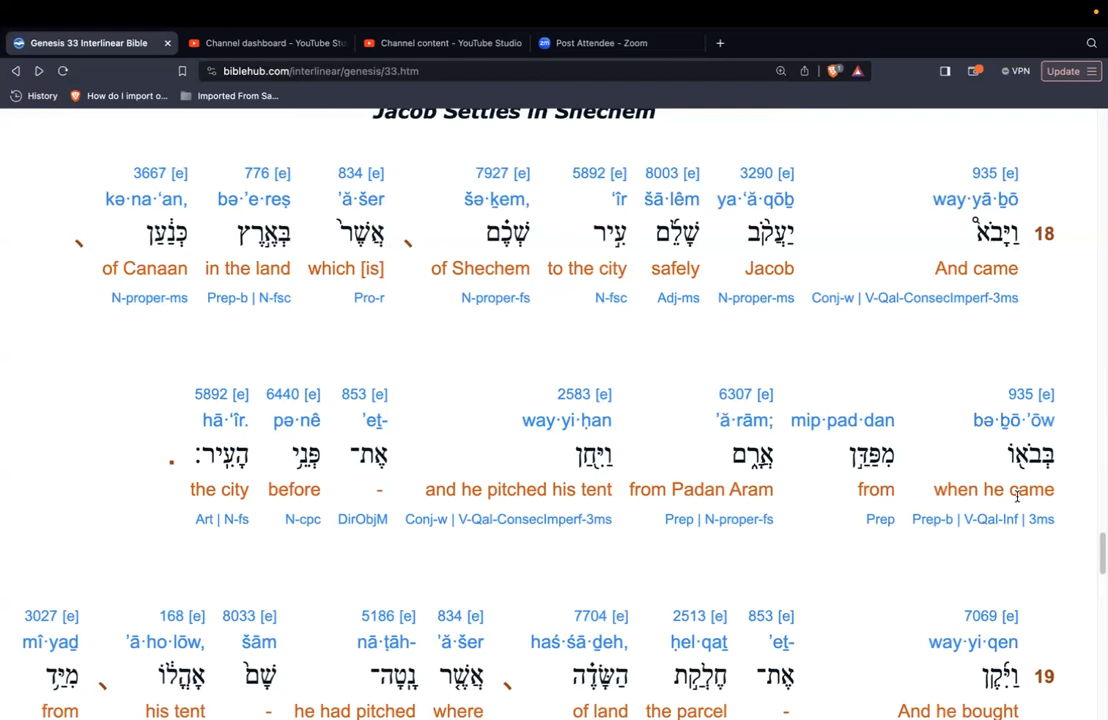 Genesis 33 Interlinear Bible
Channel dashboard - YouTube Stu
Channel content - YouTube Studio
Post Attendee - Zoom
biblehub.com/interlinear/genesis/33.htm
VPN
Update
History
How do I import o...
Imported From Sa...
Jacob Settles in Shechem
3667 [e] 776 [e] 834 [e] 7927 [e] 5892 [e] 8003 [e] 3290 [e] 935 [e]
kə·na·‘an, bə·’e·reṣ ’ă·šer šə·ḵem, ‘îr šā·lêm ya·‘ă·qōḇ way·yā·ḇō
18 וַיָּבֹא֩ יַעֲקֹ֨ב שָׁלֵ֜ם עִ֣יר שְׁכֶ֗ם 、 אֲשֶׁר֙ בְּאֶ֣רֶץ כְּנַ֔עַן 、
of Canaan in the land which [is] of Shechem to the city safely Jacob And came
N-proper-ms Prep-b | N-fsc Pro-r N-proper-fs N-fsc Adj-ms N-proper-ms Conj-w | V-Qal-ConsecImperf-3ms
5892 [e] 6440 [e] 853 [e] 2583 [e] 6307 [e] 935 [e]
hā·‘îr. pə·nê ’eṯ- way·yi·ḥan ’ă·rām; mip·pad·dan bə·ḇō·’ōw
בְּבֹא֖וֹ מִפַּדַּ֣ן אֲרָ֑ם וַיִּ֖חַן אֶת־ פְּנֵ֥י הָעִֽיר׃ .
the city before - and he pitched his tent from Padan Aram from when he came
Art | N-fs N-cpc DirObjM Conj-w | V-Qal-ConsecImperf-3ms Prep | N-proper-fs Prep Prep-b | V-Qal-Inf | 3ms
3027 [e] 168 [e] 8033 [e] 5186 [e] 834 [e] 7704 [e] 2513 [e] 853 [e] 7069 [e]
mî·yaḏ ’ā·ho·lōw, šām nā·ṭāh- ’ă·šer haś·śā·ḏeh, ḥel·qaṯ ’eṯ- way·yi·qen
19 וַיִּ֜קֶן אֶת־ חֶלְקַ֣ת הַשָּׂדֶ֗ה 、 אֲשֶׁ֤ר נָֽטָה־ שָׁם֙ אָהֳל֔וֹ 、 מִיַּ֥ד
from his tent - he had pitched where of land the parcel - And he bought